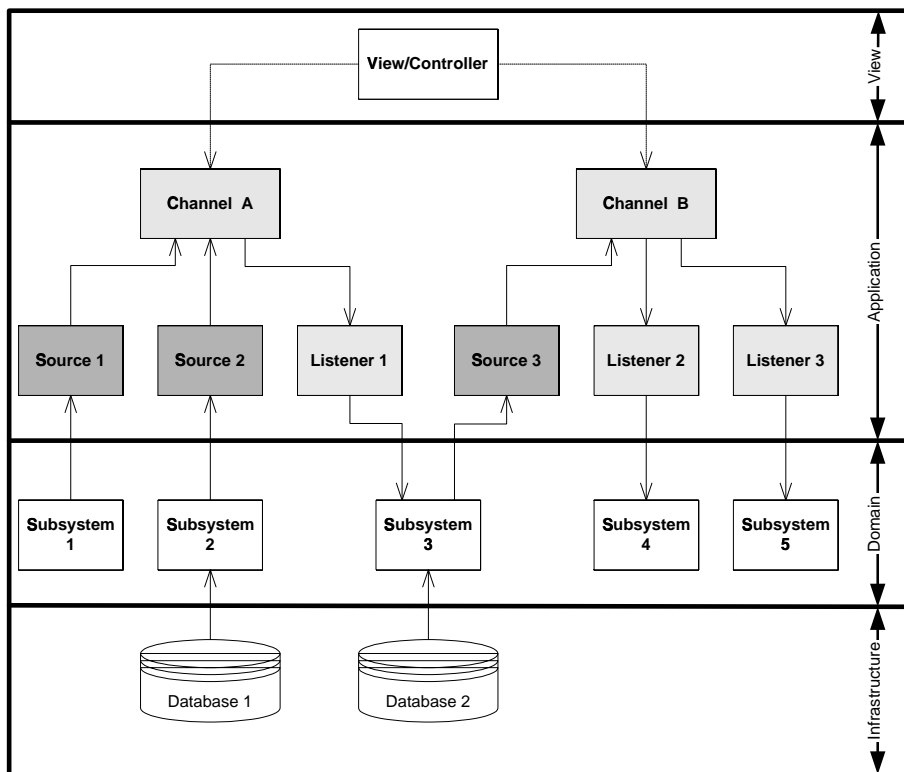 View/Controller
View
Channel A
Channel B
Application
Source 1
Source 2
Listener 1
Source 3
Listener 2
Listener 3
Subsystem
1
Subsystem
2
Subsystem
3
Subsystem
4
Subsystem
5
Domain
Database 1
Database 2
Infrastructure